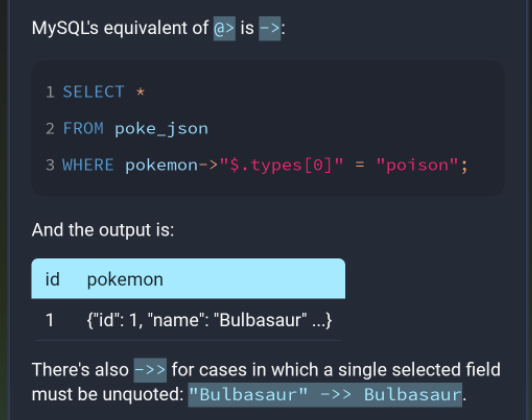 MySQL's equivalent of @> is ->:
1 SELECT *
2 FROM poke_json
3 WHERE pokemon->"$.types[0]" = "poison";
And the output is:
id pokemon
1 {"id": 1, "name": "Bulbasaur" ...}
There's also ->> for cases in which a single selected field
must be unquoted: "Bulbasaur" ->> Bulbasaur.